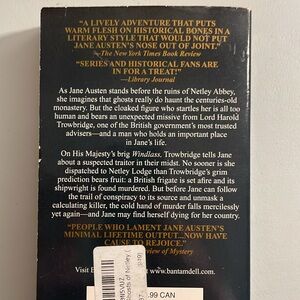 "A LIVELY ADVENTURE THAT PUTS
WARM FLESH ON HISTORICAL BONES IN
A LITERARY STYLE THAT WOULD NOT PUT
JANE AUSTEN'S NOSE OUT OF JOINT."
—The New York Times Book Review
"SERIES AND HISTORICAL FANS ARE
IN FOR A TREAT!"
—Library Journal
As Jane Austen stands before the ruins of Netley Abbey,
she imagines that ghosts really do haunt the centuries-old
monastery. But the cloaked figure who startles her is all too
human and bears an unexpected missive from Lord Harold
Trowbridge, one of the British government's most trusted
advisers—and a man who holds an important place
in Jane's life.
On His Majesty's brig Windlass, Trowbridge tells Jane
about a suspected traitor in their midst. No sooner is she
dispatched to Netley Lodge than Trowbridge's grim
prediction bears fruit: a British frigate is set afire and its
shipwright is found murdered. But before Jane can follow
the trail of conspiracy to its source and unmask a
calculating killer, the cold hand of murder falls mercilessly
yet again—and Jane may find herself dying for her country.
"PEOPLE WHO LAMENT JANE AUSTEN'S
MINIMAL LIFETIME OUTPUT...NOW HAVE
CAUSE TO REJOICE."
view of Mystery
Visit
www.bantamdell.com
.99 CAN